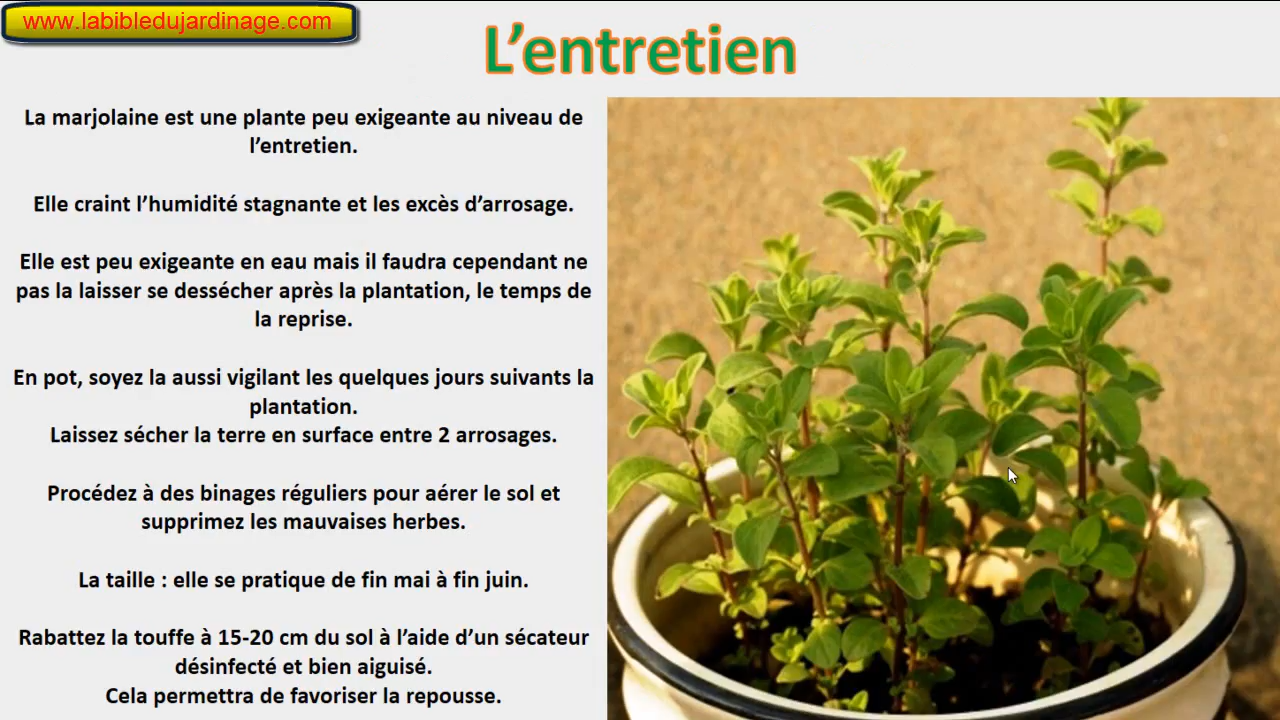 www.labibledujardinage.com
L’entretien
La marjolaine est une plante peu exigeante au niveau de
l’entretien.
Elle craint l’humidité stagnante et les excès d’arrosage.
Elle est peu exigeante en eau mais il faudra cependant ne
pas la laisser se dessécher après la plantation, le temps de
la reprise.
En pot, soyez la aussi vigilant les quelques jours suivants la
plantation.
Laissez sécher la terre en surface entre 2 arrosages.
Procédez à des binages réguliers pour aérer le sol et
supprimez les mauvaises herbes.
La taille : elle se pratique de fin mai à fin juin.
Rabattez la touffe à 15-20 cm du sol à l’aide d’un sécateur
désinfecté et bien aiguisé.
Cela permettra de favoriser la repousse.